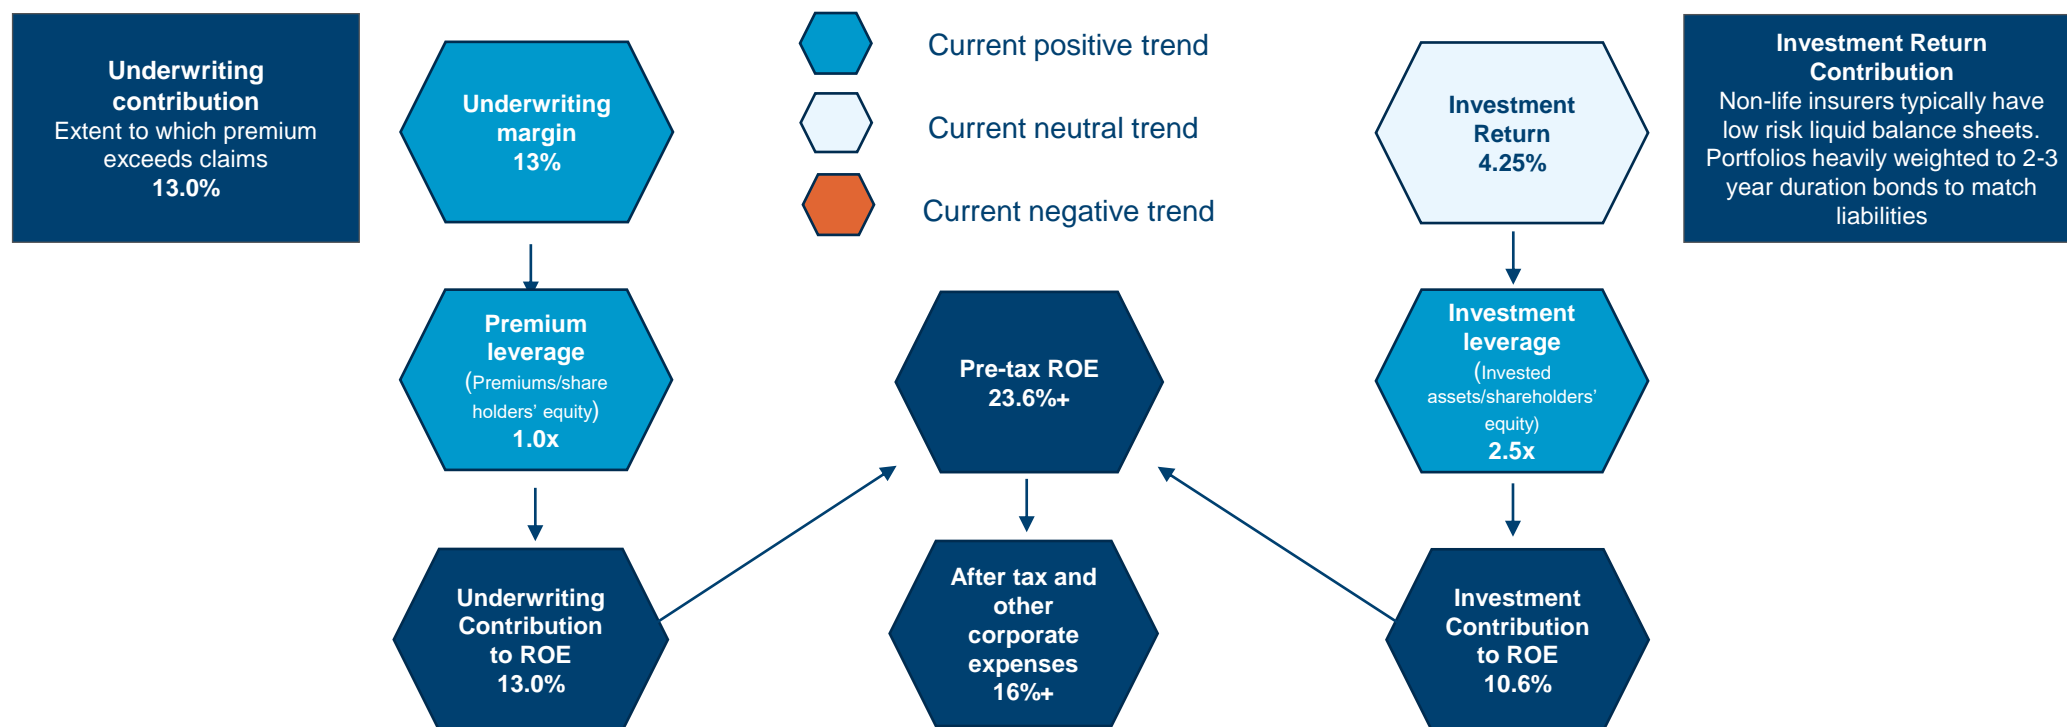 Underwriting
contribution
Extent to which premium
exceeds claims
13.0%
Underwriting
margin
13%
Current positive trend
Current neutral trend
Current negative trend
Investment
Return
4.25%
Investment Return
Contribution
Non-life insurers typically have
low risk liquid balance sheets.
Portfolios heavily weighted to 2-3
year duration bonds to match
liabilities
Premium
leverage
(Premiums/share
holders’ equity)
1.0x
Pre-tax ROE
23.6%+
Investment
leverage
(Invested
assets/shareholders’
equity)
2.5x
Underwriting
Contribution
to ROE
13.0%
After tax and
other
corporate
expenses
16%+
Investment
Contribution
to ROE
10.6%